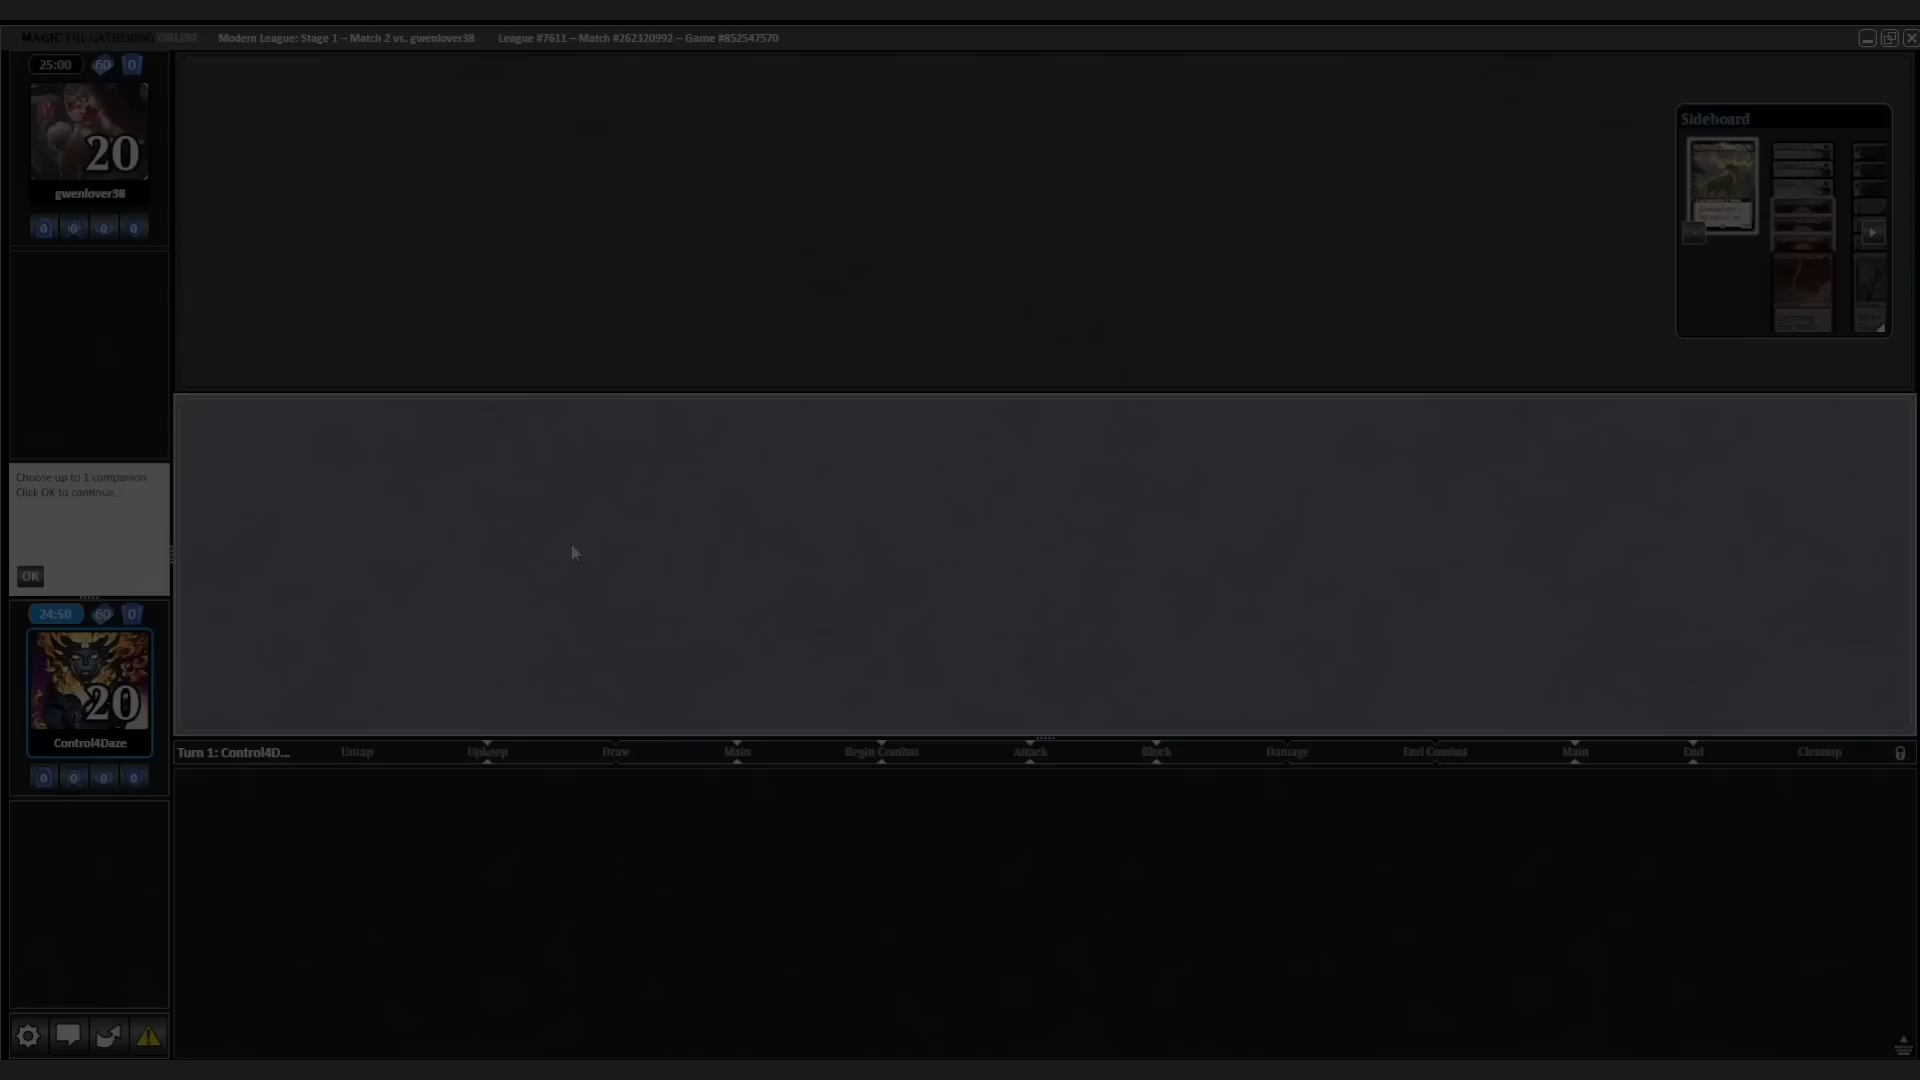 MAGIC THE GATHERING ONLINE
Modern League: Stage 1 – Match 2 vs. gwenlover38
League #7611 – Match #262320992 – Game #852547570
25:00 60 0
20
gwenlover38
0 0 0 0
Sideboard
Choose up to 1 companion.
Click OK to continue.
OK
24:50 60 0
20
Control4Daze
0 0 0 0
Turn 1: Control4D... Untap Upkeep Draw Main Begin Combat Attack Block Damage End Combat Main End Cleanup